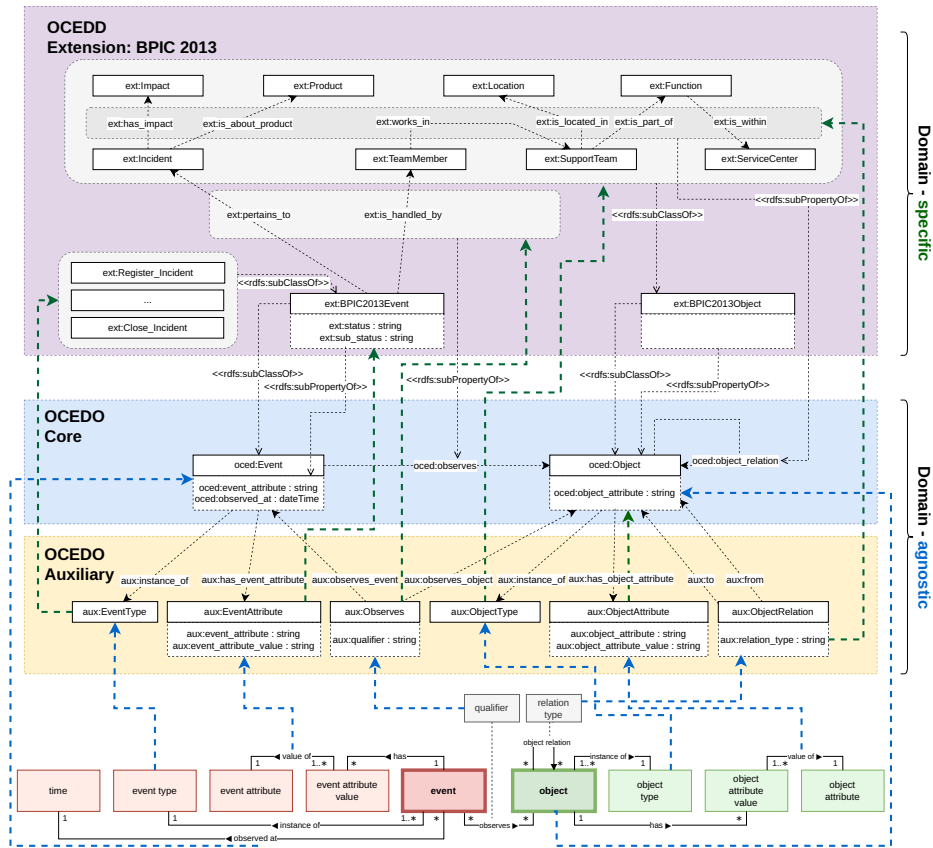 OCEDD
Extension: BPIC 2013
ext:Impact
ext:Product
ext:Location
ext:Function
ext:has_impact
ext:is_about_product
ext:works_in
ext:is_located_in
ext:is_part_of
ext:is_within
ext:Incident
ext:TeamMember
ext:SupportTeam
ext:ServiceCenter
<<rdfs:subPropertyOf>>
ext:pertains_to
ext:is_handled_by
<<rdfs:subClassOf>>
ext:Register_Incident
...
ext:Close_Incident
<<rdfs:subClassOf>>
ext:BPIC2013Event
ext:status : string
ext:sub_status : string
ext:BPIC2013Object
<<rdfs:subClassOf>>
<<rdfs:subPropertyOf>>
<<rdfs:subPropertyOf>>
<<rdfs:subClassOf>>
<<rdfs:subPropertyOf>>
Domain - specific
OCEDO
Core
oced:Event
oced:event_attribute : string
oced:observed_at : dateTime
oced:observes
oced:Object
oced:object_attribute : string
oced:object_relation
OCEDO
Auxiliary
aux:instance_of
aux:has_event_attribute
aux:observes_event
aux:observes_object
aux:instance_of
aux:has_object_attribute
aux:to
aux:from
aux:EventType
aux:EventAttribute
aux:event_attribute : string
aux:event_attribute_value : string
aux:Observes
aux:qualifier : string
aux:ObjectType
aux:ObjectAttribute
aux:object_attribute : string
aux:object_attribute_value : string
aux:ObjectRelation
aux:relation_type : string
Domain - agnostic
qualifier
relation
type
object relation
◀ value of
1
1..*
◀ has
*
1
* *
instance of ▶
1..*
1
value of ▶
1..*
1
time
event type
event attribute
event attribute
value
event
object
object
type
object
attribute
value
object
attribute
1
1
◀ instance of
1..*
*
*
observes ▶
*
1
has ▶
*
◀ observed at